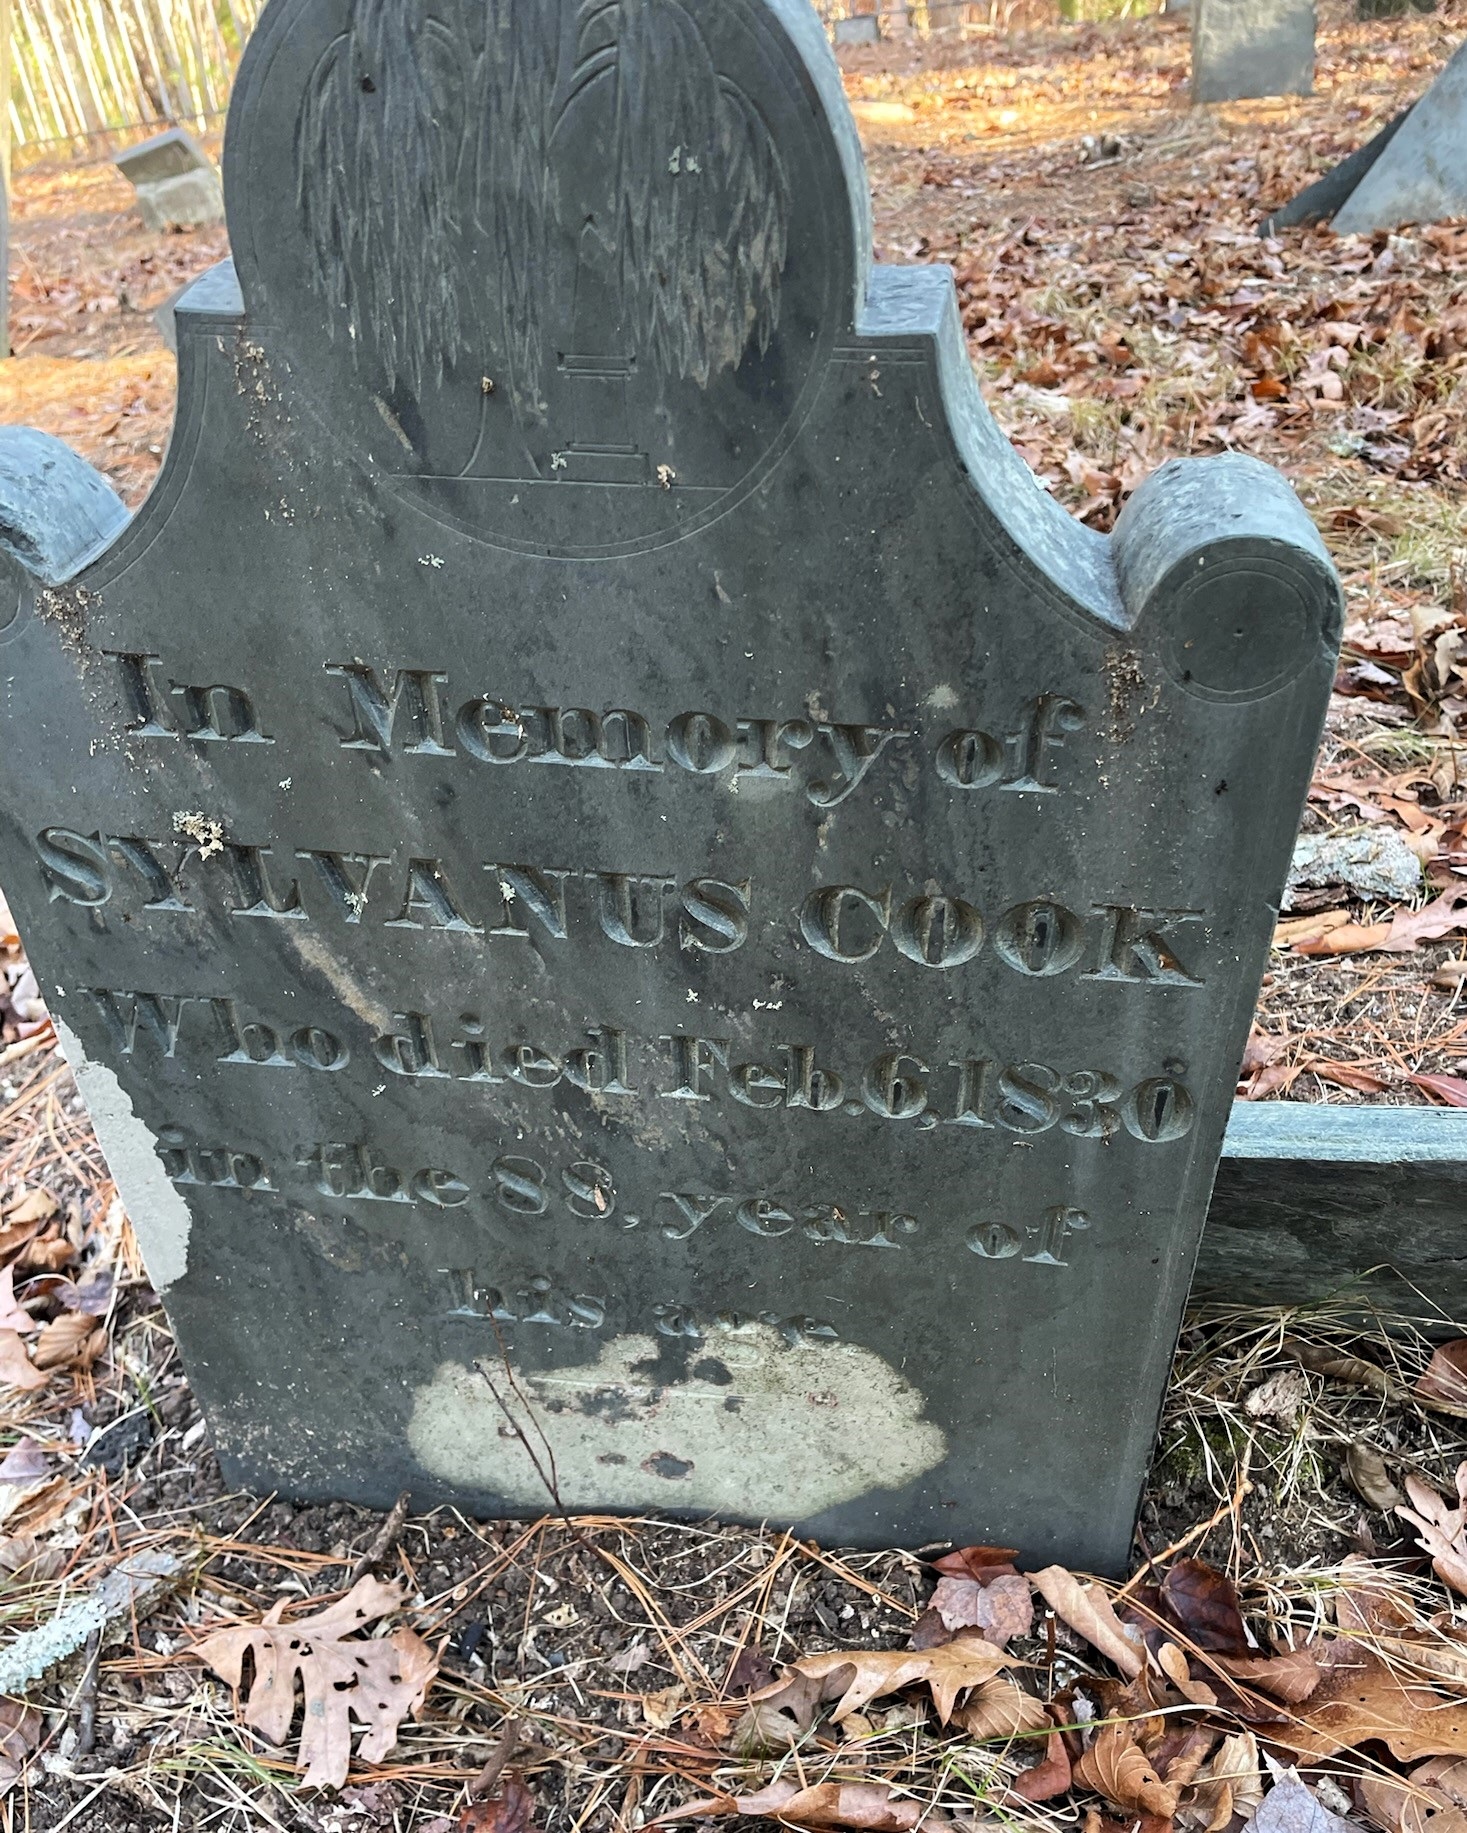 In Memory of
SYLVANUS COOK
Who died Feb. 6, 1830
in the 88, year of
his age